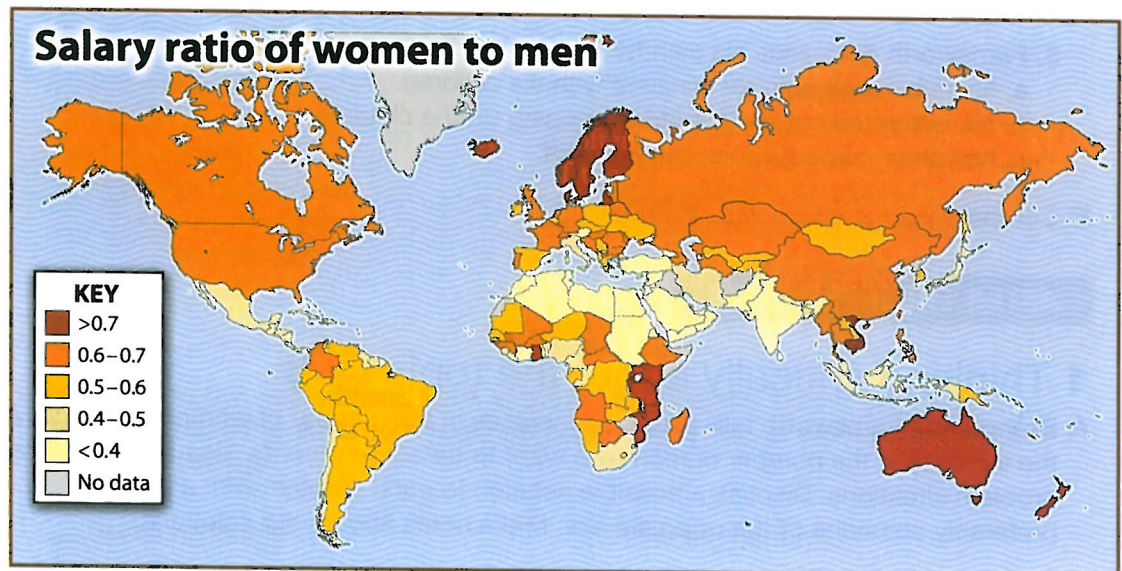 Salary ratio of women to men
KEY
>0.7
0.6–0.7
0.5–0.6
0.4–0.5
<0.4
No data